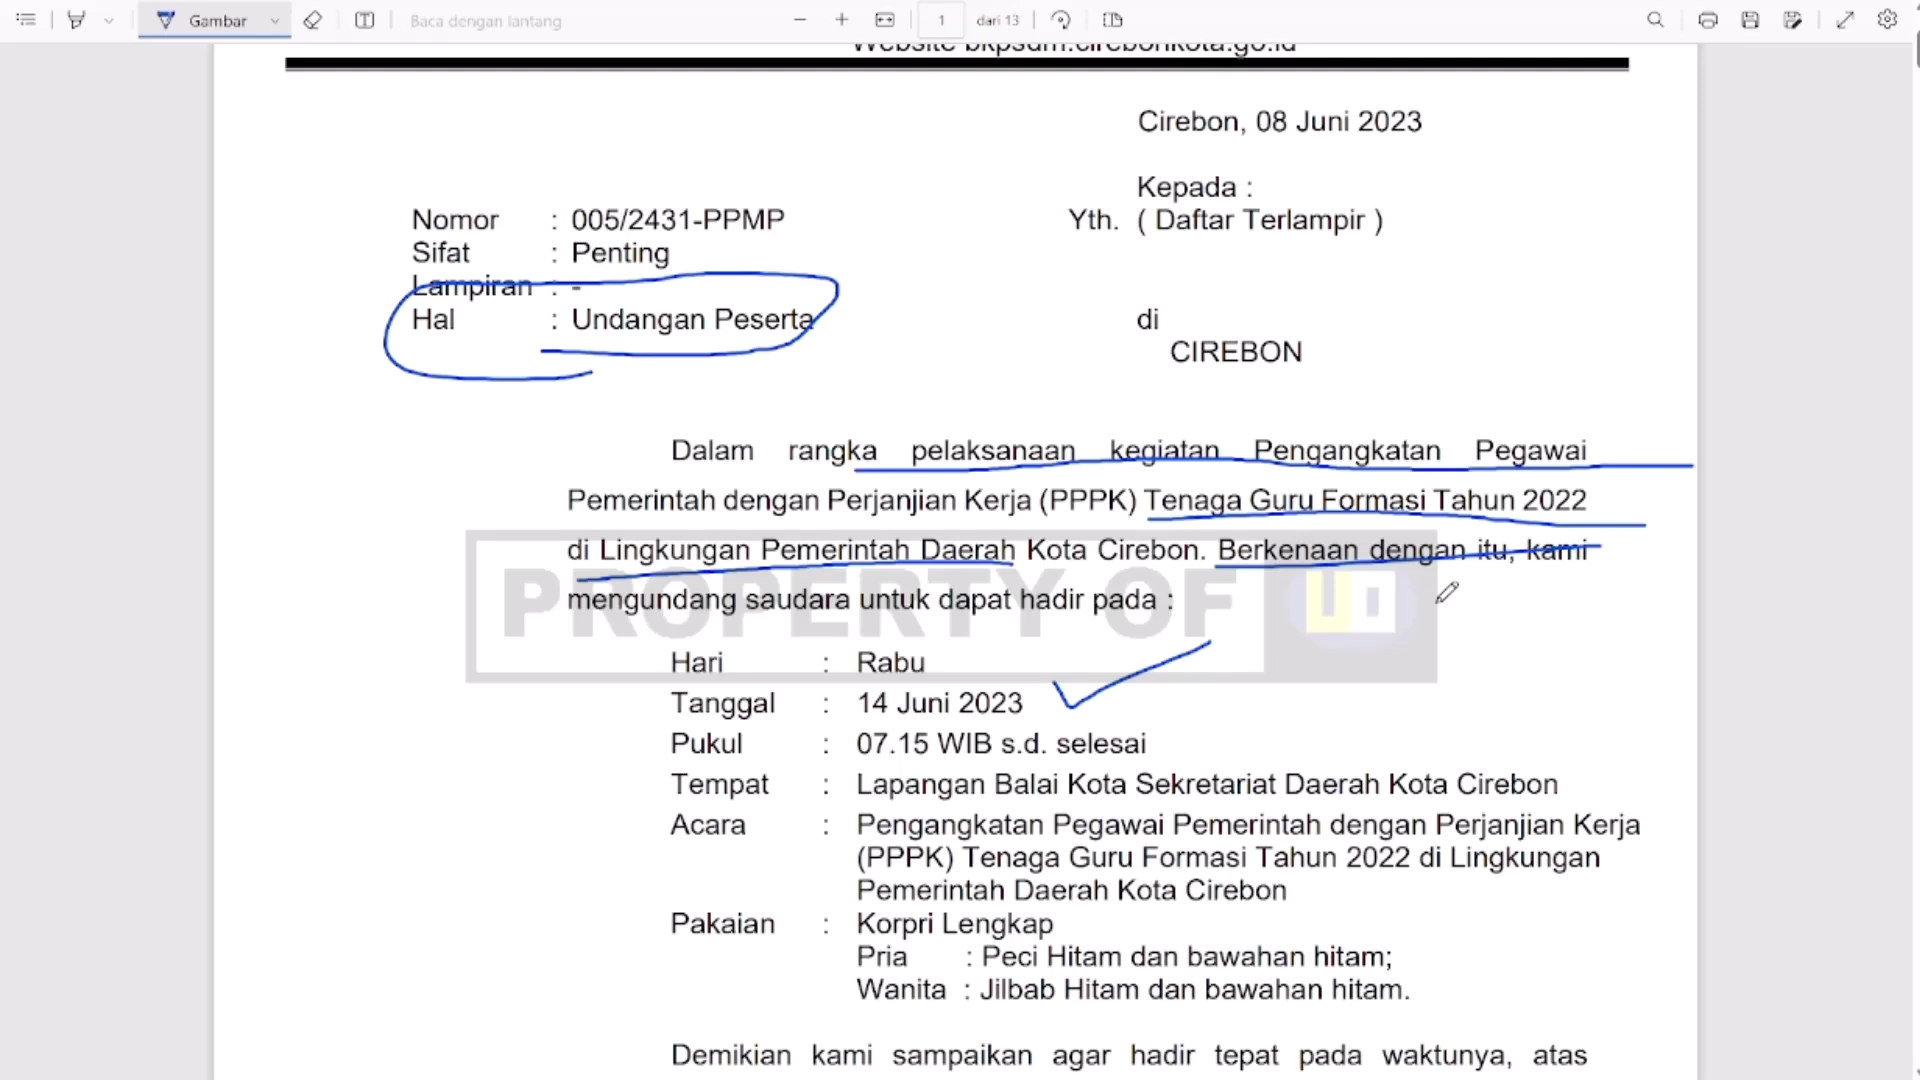 Gambar
Baca dengan lantang
1 dari 13
Website bkpsdm.cirebonkota.go.id
Cirebon, 08 Juni 2023
Kepada :
Nomor : 005/2431-PPMP
Yth. ( Daftar Terlampir )
Sifat : Penting
Lampiran : -
Hal : Undangan Peserta
di
CIREBON
Dalam rangka pelaksanaan kegiatan Pengangkatan Pegawai
Pemerintah dengan Perjanjian Kerja (PPPK) Tenaga Guru Formasi Tahun 2022
di Lingkungan Pemerintah Daerah Kota Cirebon. Berkenaan dengan itu, kami
mengundang saudara untuk dapat hadir pada :
PROPERTY OF
Hari : Rabu
Tanggal : 14 Juni 2023
Pukul : 07.15 WIB s.d. selesai
Tempat : Lapangan Balai Kota Sekretariat Daerah Kota Cirebon
Acara : Pengangkatan Pegawai Pemerintah dengan Perjanjian Kerja
(PPPK) Tenaga Guru Formasi Tahun 2022 di Lingkungan
Pemerintah Daerah Kota Cirebon
Pakaian : Korpri Lengkap
Pria : Peci Hitam dan bawahan hitam;
Wanita : Jilbab Hitam dan bawahan hitam.
Demikian kami sampaikan agar hadir tepat pada waktunya, atas